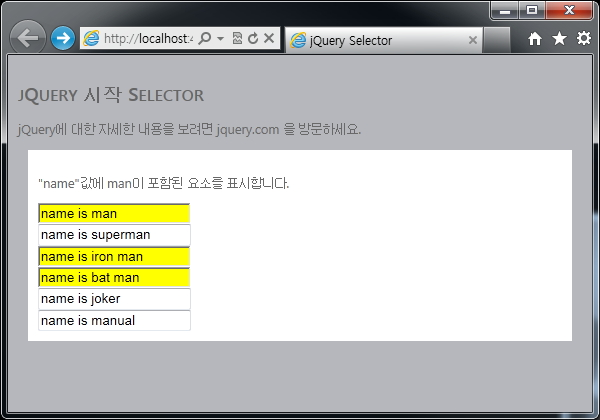 http://localhost:4
jQuery Selector
JQUERY 시작 SELECTOR
jQuery에 대한 자세한 내용을 보려면 jquery.com 을 방문하세요.
"name"값에 man이 포함된 요소를 표시합니다.
name is man
name is superman
name is iron man
name is bat man
name is joker
name is manual